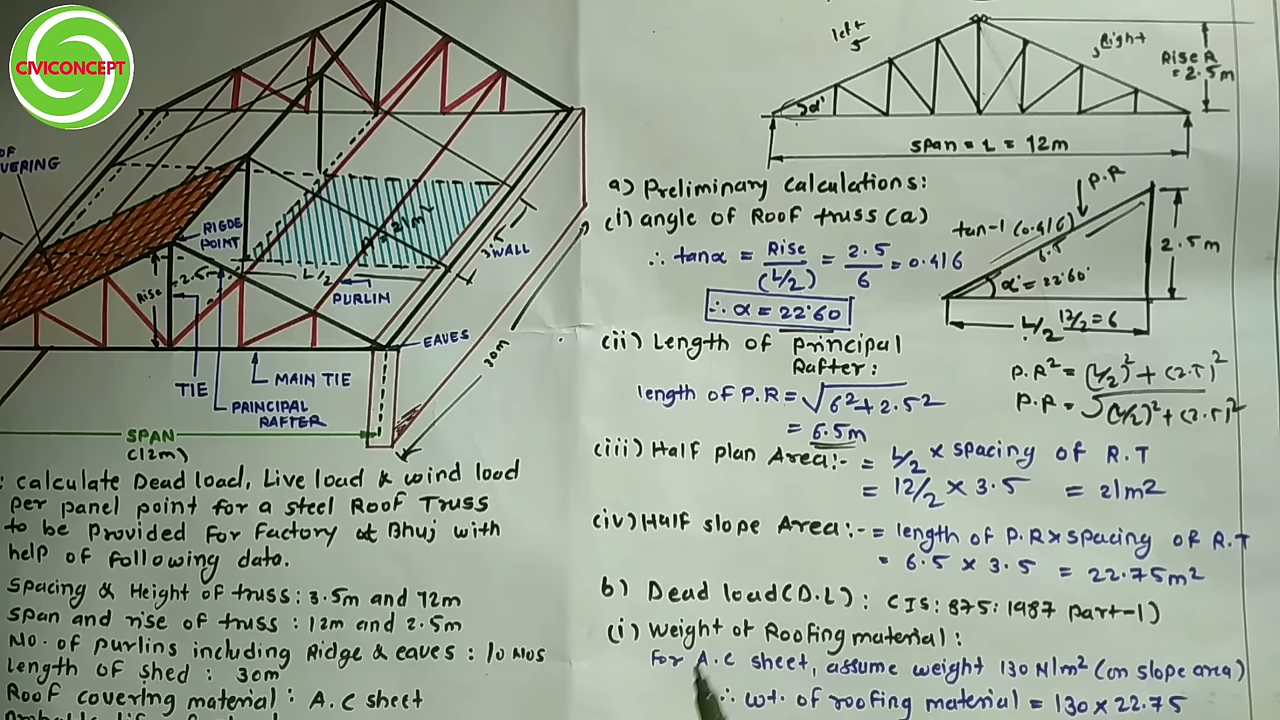 CIVICONCEPT
OF
VERING
RIGDE
POINT
Rise = 2.5m
L/2
PURLIN
A = 21m²
3.5
WALL
EAVES
30m
TIE
MAIN TIE
PRINCIPAL
RAFTER
SPAN
(12m)
: calculate Dead load, Live load & wind load
per panel point for a steel Roof Truss
to be Provided For Factory at Bhuj with
help of following data.
Spacing & Height of truss : 3.5m and 12m
Span and rise of truss : 12m and 2.5m
No. of purlins including Ridge & eaves : 10 Nos
Length of shed : 30m
Roof covering material : A.C sheet
left
5
Right
5
Rise R
= 2.5m
α'
span = L = 12m
a) Preliminary calculations:
(i) angle of Roof truss (a)
∴ tanα = Rise/(L/2) = 2.5/6 = 0.416
∴ α = 22.60
P.R
tan-1 (0.416)
6.5
2.5m
α' = 22.60
L/2 12/2 = 6
(ii) Length of principal
Rafter:
length of P.R = √6²+2.5²
= 6.5m
P.R² = (L/2)² + (2.5)²
P.R = √(L/2)² + (2.5)²
(iii) Half plan Area:- = L/2 × spacing of R.T
= 12/2 × 3.5 = 21m²
(iv) Half slope Area:- = length of P.R × spacing of R.T
= 6.5 × 3.5 = 22.75m²
b) Dead load (D.L) : (IS: 875: 1987 part-1)
(i) weight of Roofing material :
For A.C sheet, assume weight 130 N/m² (on slope area)
∴ wt. of roofing material = 130 × 22.75